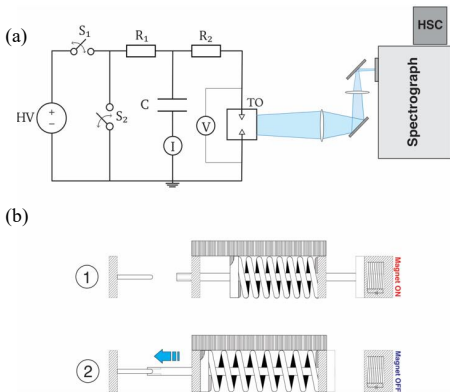 (a)
S1
R1
R2
HSC
HV
S2
C
I
V
TO
Spectrograph
(b)
1
Magnet ON
2
Magnet OFF